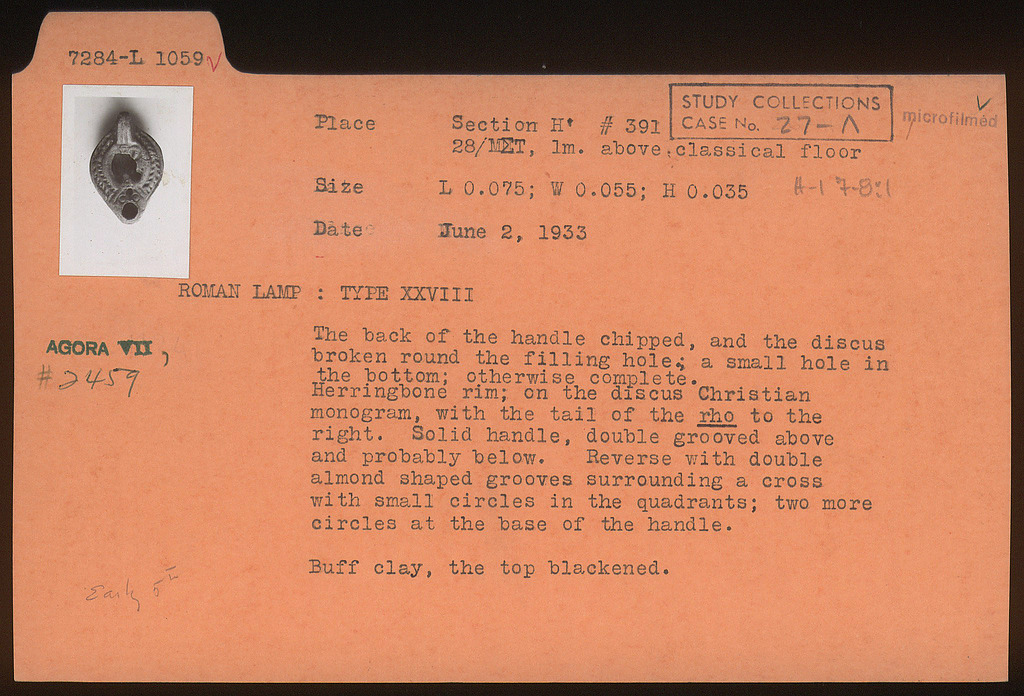 7284-L 1059 ✓
STUDY COLLECTIONS
CASE No. 27-Λ
microfilmed ✓
Place Section H' # 391
28/ΜΣΤ, 1m. above classical floor
Size L 0.075; W 0.055; H 0.035
Date June 2, 1933
ROMAN LAMP : TYPE XXVIII
AGORA VII,
# 2459
The back of the handle chipped, and the discus
broken round the filling hole; a small hole in
the bottom; otherwise complete.
Herringbone rim; on the discus Christian
monogram, with the tail of the rho to the
right. Solid handle, double grooved above
and probably below. Reverse with double
almond shaped grooves surrounding a cross
with small circles in the quadrants; two more
circles at the base of the handle.
Buff clay, the top blackened.
Early 5